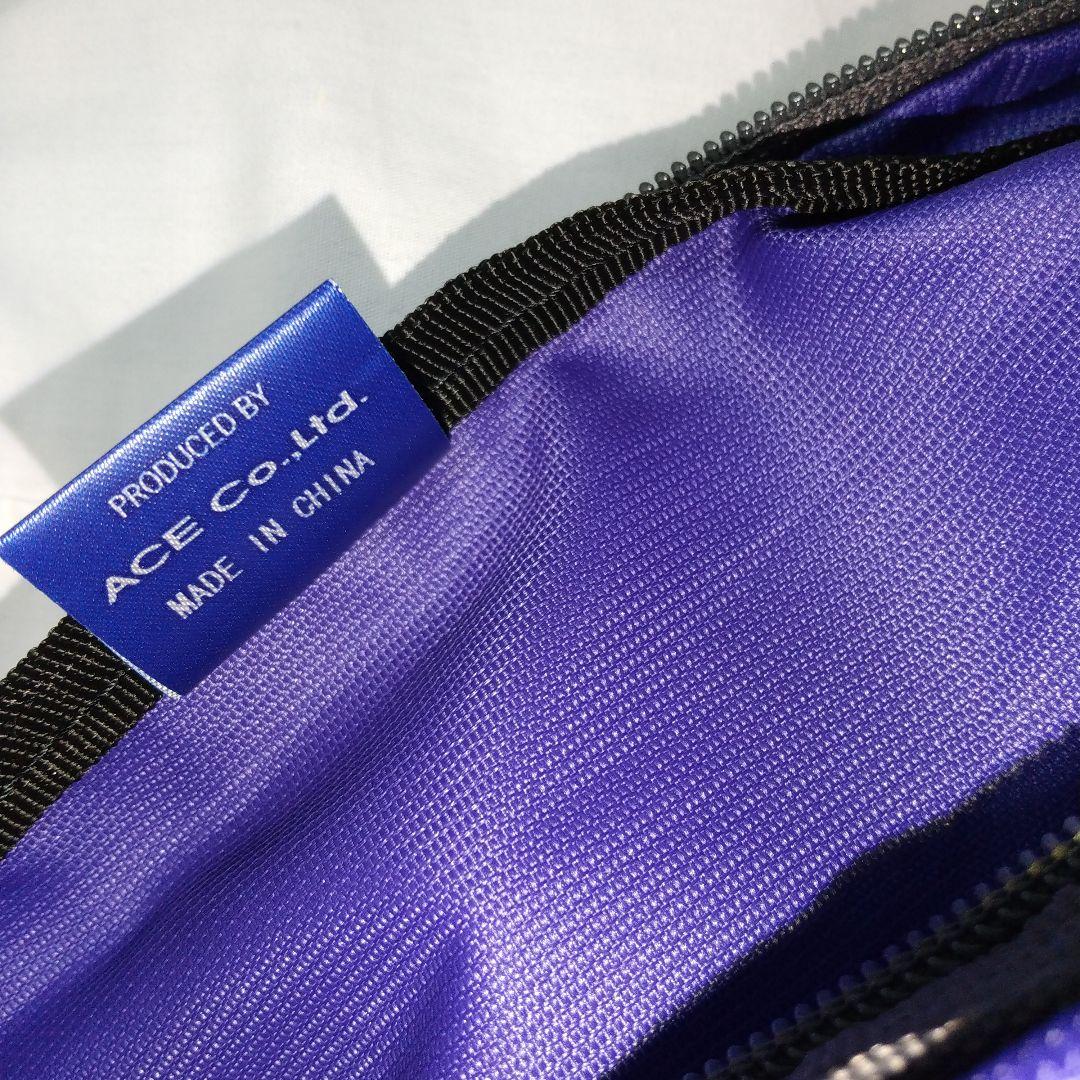 PRODUCED BY
ACE Co.,Ltd.
MADE IN CHINA